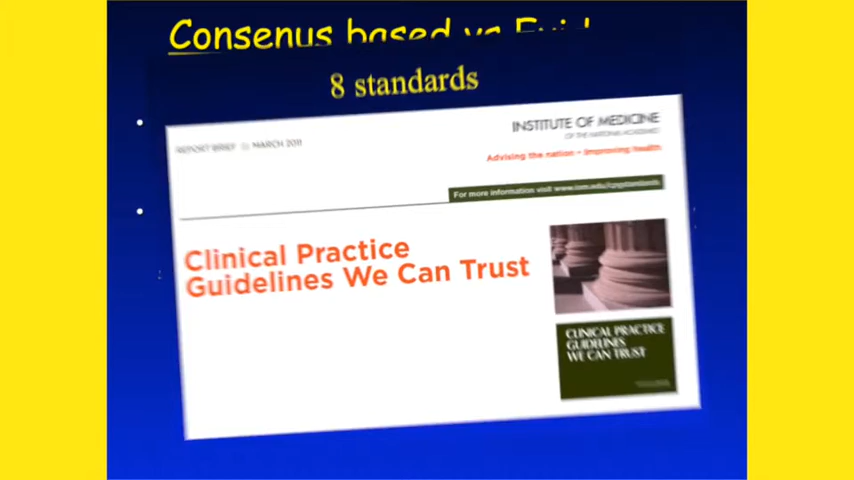 Consenus based vs
8 standards
REPORT BRIEF MARCH 2011
INSTITUTE OF MEDICINE
OF THE NATIONAL ACADEMIES
Advising the nation • Improving health
For more information visit www.iom.edu/cpgstandards
Clinical Practice
Guidelines We Can Trust
CLINICAL PRACTICE
GUIDELINES
WE CAN TRUST